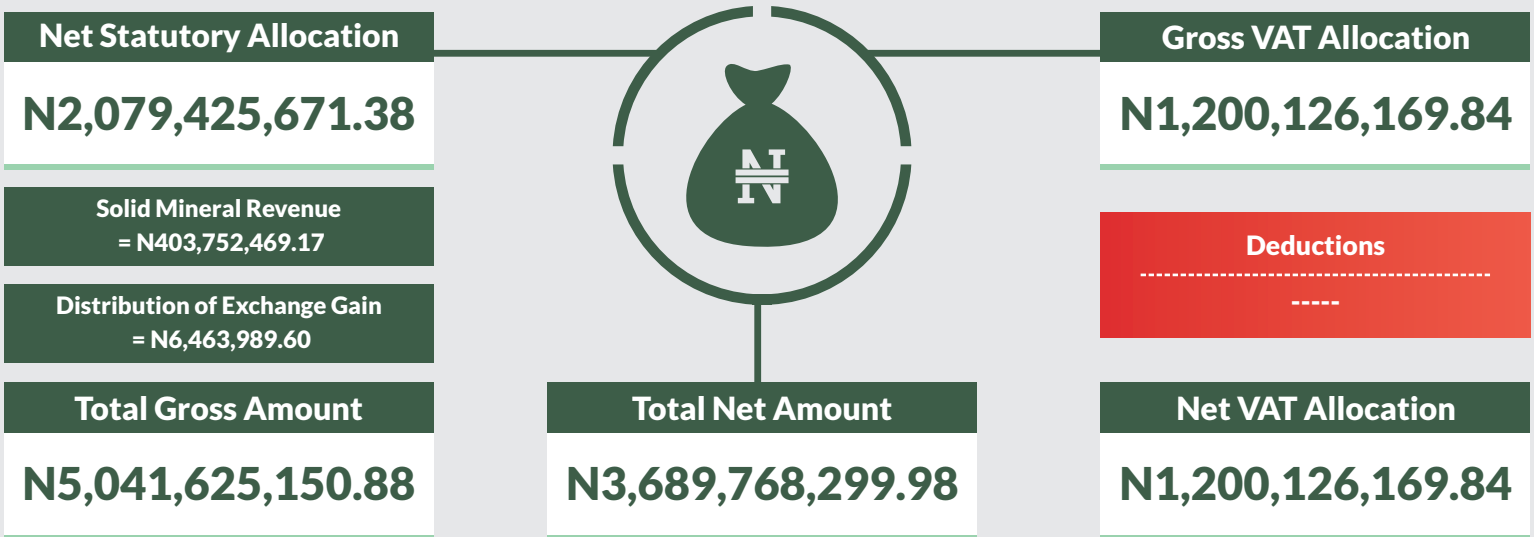 Net Statutory Allocation
N2,079,425,671.38
Solid Mineral Revenue
= N403,752,469.17
Distribution of Exchange Gain
= N6,463,989.60
Total Gross Amount
N5,041,625,150.88
₦
Total Net Amount
N3,689,768,299.98
Gross VAT Allocation
N1,200,126,169.84
Deductions
-----
Net VAT Allocation
N1,200,126,169.84